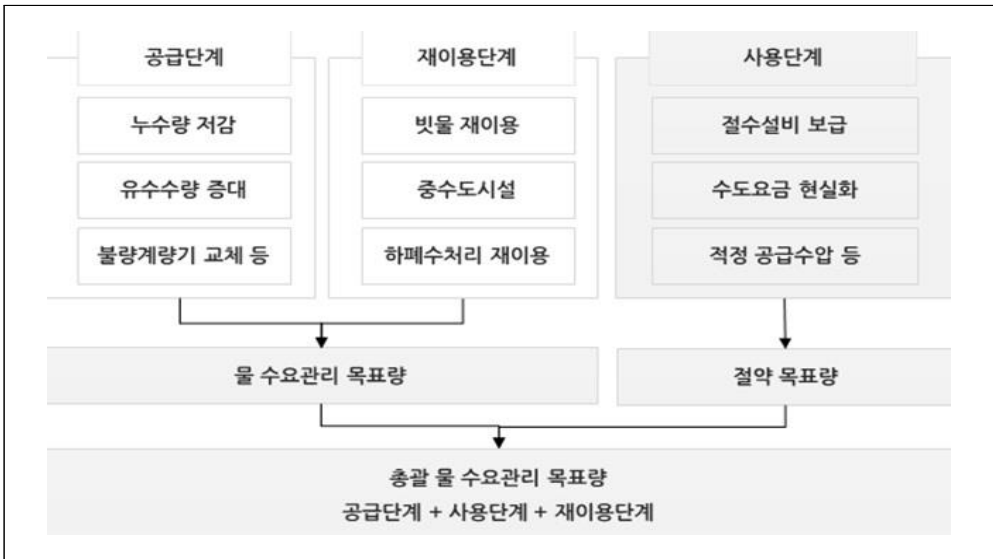 공급단계
누수량 저감
유수수량 증대
불량계량기 교체 등
재이용단계
빗물 재이용
중수도시설
하폐수처리 재이용
사용단계
절수설비 보급
수도요금 현실화
적정 공급수압 등
물 수요관리 목표량
절약 목표량
총괄 물 수요관리 목표량
공급단계 + 사용단계 + 재이용단계